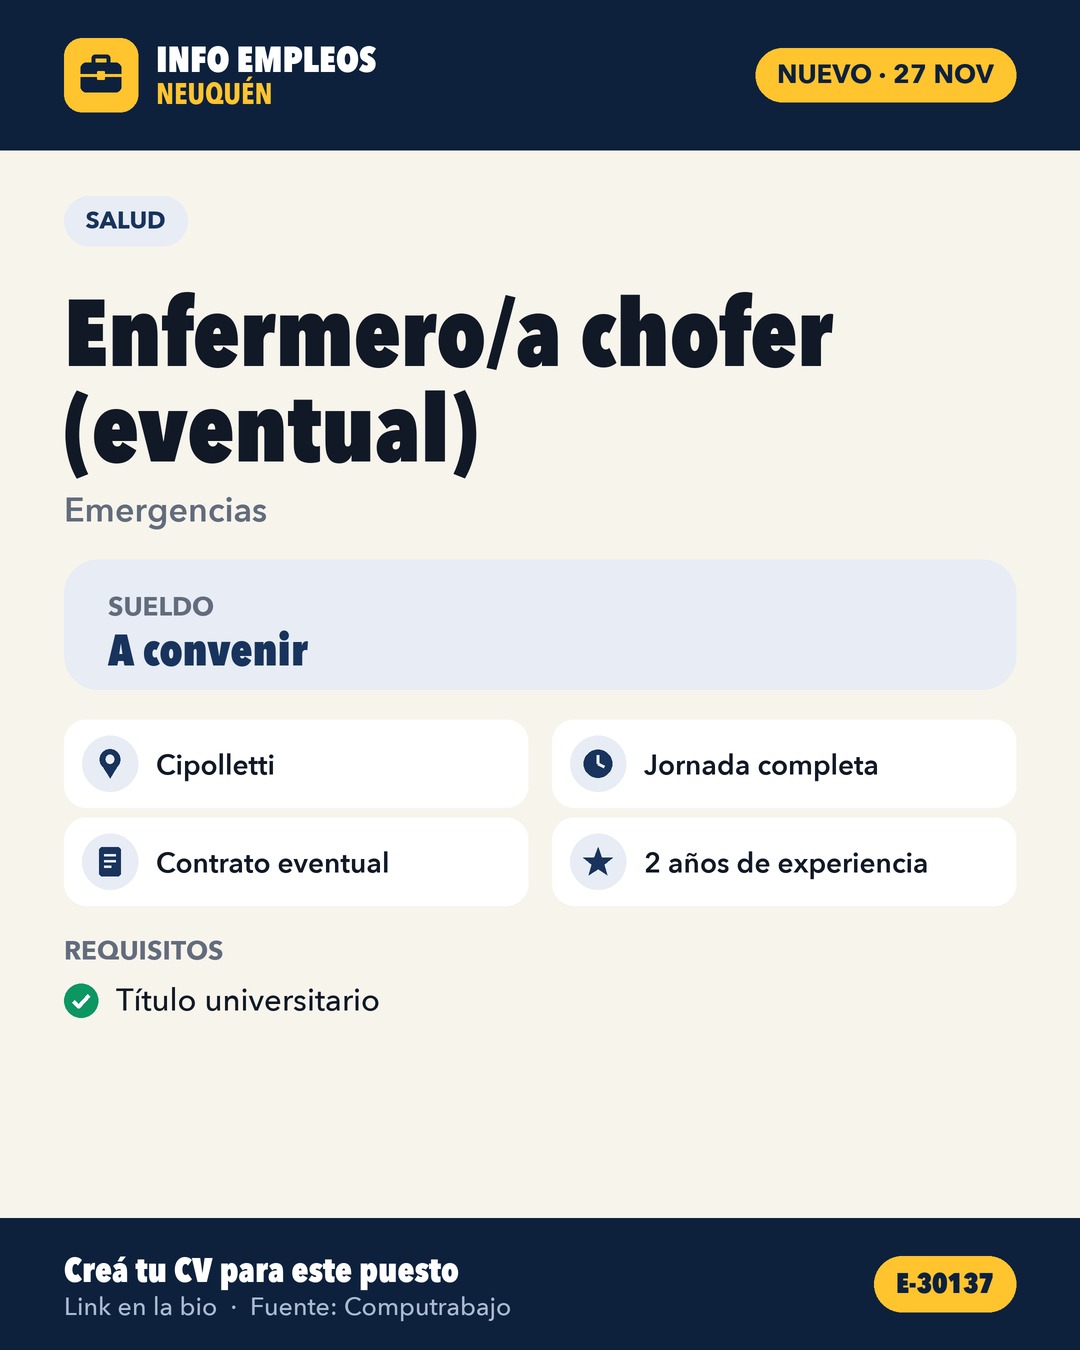 INFO EMPLEOS
NEUQUÉN
NUEVO · 27 NOV
SALUD
Enfermero/a chofer
(eventual)
Emergencias
SUELDO
A convenir
Cipolletti
Jornada completa
Contrato eventual
2 años de experiencia
REQUISITOS
Título universitario
Creá tu CV para este puesto
Link en la bio · Fuente: Computrabajo
E-30137